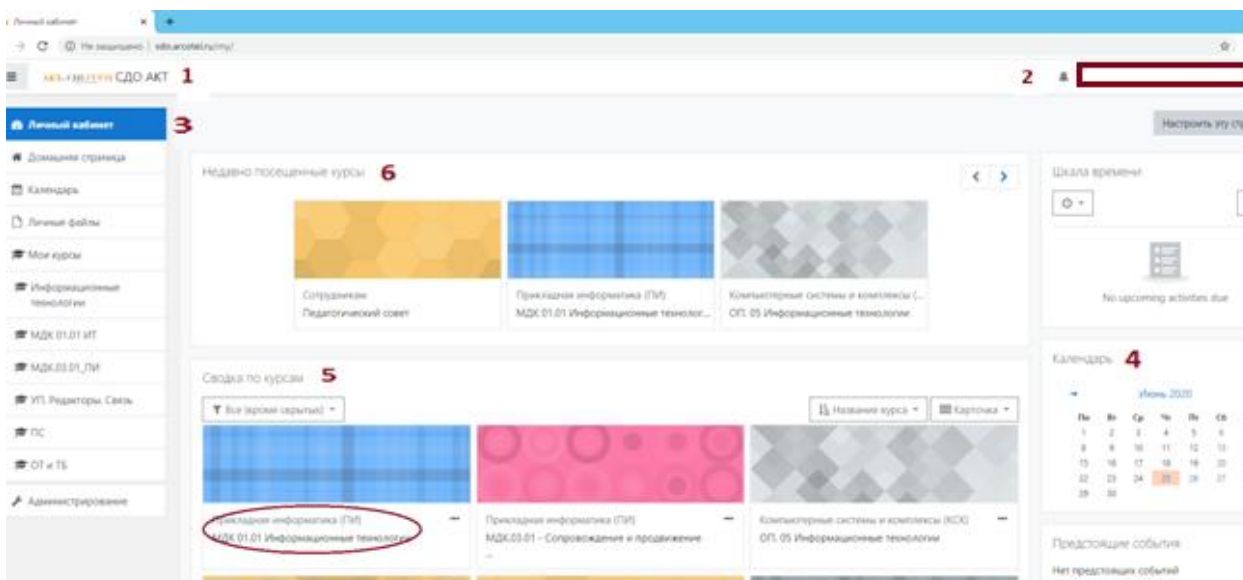 Личный кабинет
Не защищено | sdo.arcotel.ru/my/
СДО АКТ 1
2
Личный кабинет 3
Настроить эту
Домашняя страница
Календарь
Личные файлы
Мои курсы
Информационные
технологии
МДК 01.01 ИТ
МДК.03.01_ПИ
УП. Редакторы. Связь
ПС
ОТ и ТБ
Администрирование
Недавно посещенные курсы 6
Сотрудникам
Педагогический совет
Прикладная информатика (ПИ)
МДК 01.01 Информационные технолог...
Компьютерные системы и комплексы (...
ОП. 05 Информационные технологии
Сводка по курсам 5
Все (кроме скрытых)
Название курса
Карточка
Прикладная информатика (ПИ)
МДК 01.01 Информационные технологии
Прикладная информатика (ПИ)
МДК.03.01 - Сопровождение и продвижение
...
Компьютерные системы и комплексы (КСК)
ОП. 05 Информационные технологии
Шкала времени
No upcoming activities due
Календарь 4
Июнь 2020
Пн Вт Ср Чт Пт Сб
1 2 3 4 5 6
8 9 10 11 12 13
15 16 17 18 19 20
22 23 24 25 26 27
29 30
Предстоящие события
Нет предстоящих событий